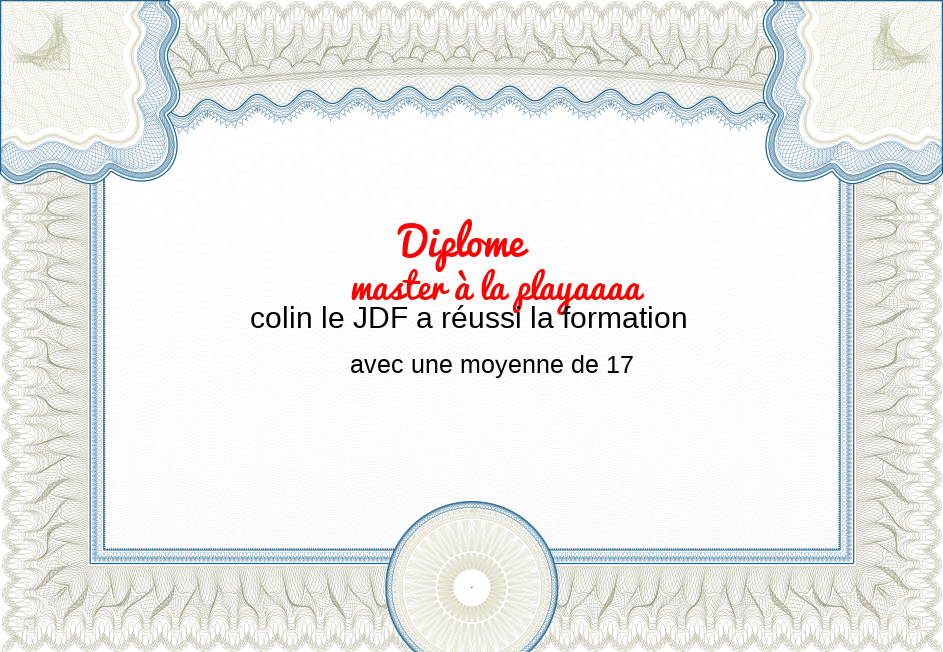 Diplome
master à la playaaaa
colin le JDF a réussi la formation
avec une moyenne de 17